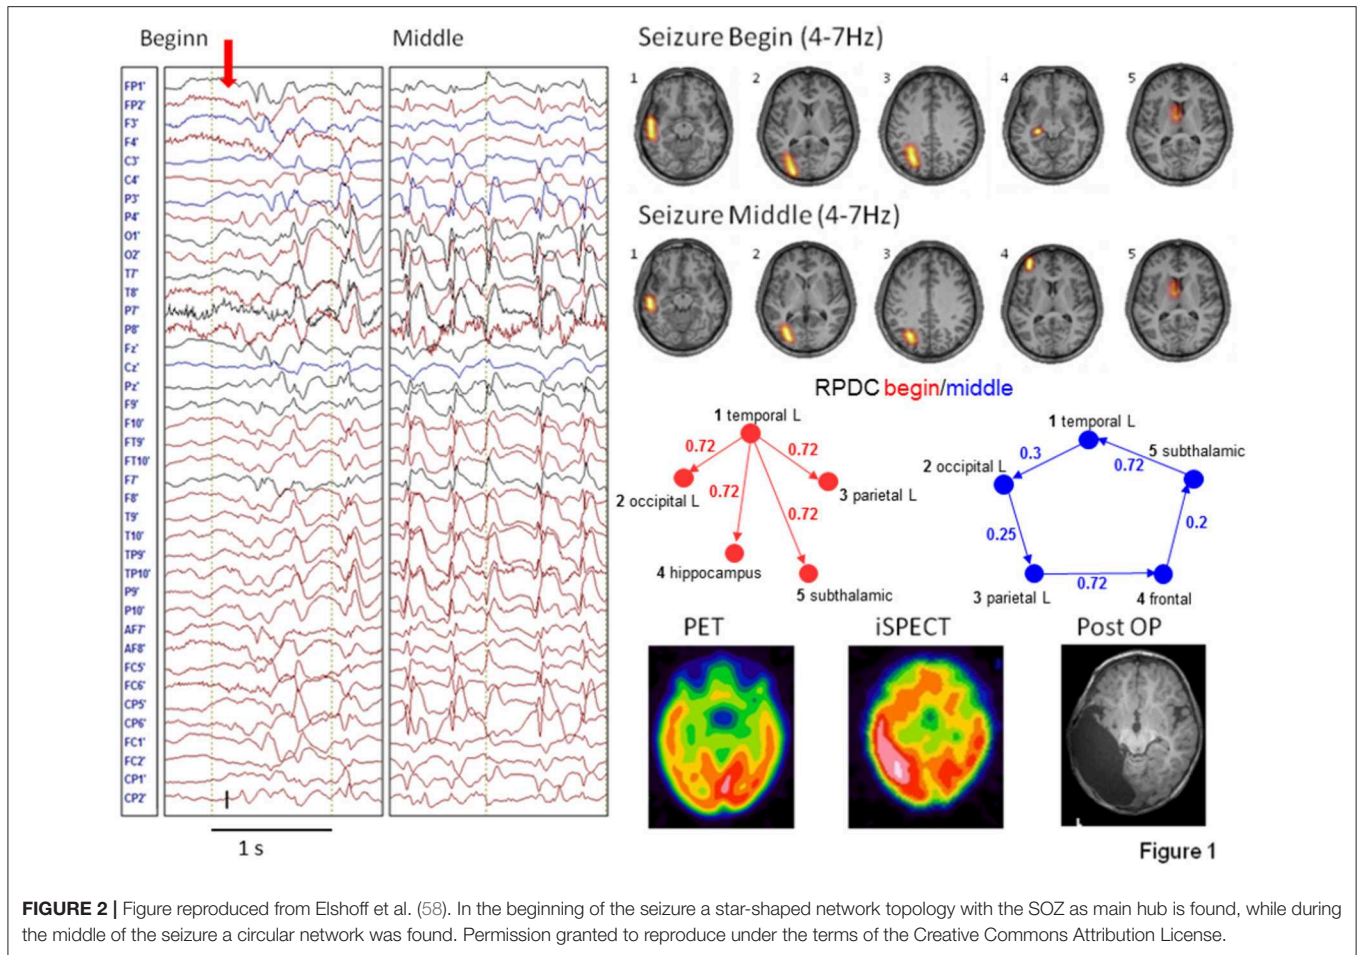 Beginn
Middle
FP1'
FP2'
F3'
F4'
C3'
C4'
P3'
P4'
O1'
O2'
T7'
T8'
P7'
P8'
Fz'
Cz'
Pz'
F9'
F10'
FT9'
FT10'
F7'
F8'
T9'
T10'
TP9'
TP10'
P9'
P10'
AF7'
AF8'
FC5'
FC6'
CP5'
CP6'
FC1'
FC2'
CP1'
CP2'
1 s
Seizure Begin (4-7Hz)
1 2 3 4 5
Seizure Middle (4-7Hz)
1 2 3 4 5
RPDC begin/middle
1 temporal L
0.72
0.72
2 occipital L
0.72
3 parietal L
0.72
4 hippocampus
5 subthalamic
1 temporal L
5 subthalamic
0.3
0.72
2 occipital L
0.25
0.2
0.72
3 parietal L
4 frontal
PET
iSPECT
Post OP
Figure 1
FIGURE 2 | Figure reproduced from Elshoff et al. (58). In the beginning of the seizure a star-shaped network topology with the SOZ as main hub is found, while during
the middle of the seizure a circular network was found. Permission granted to reproduce under the terms of the Creative Commons Attribution License.